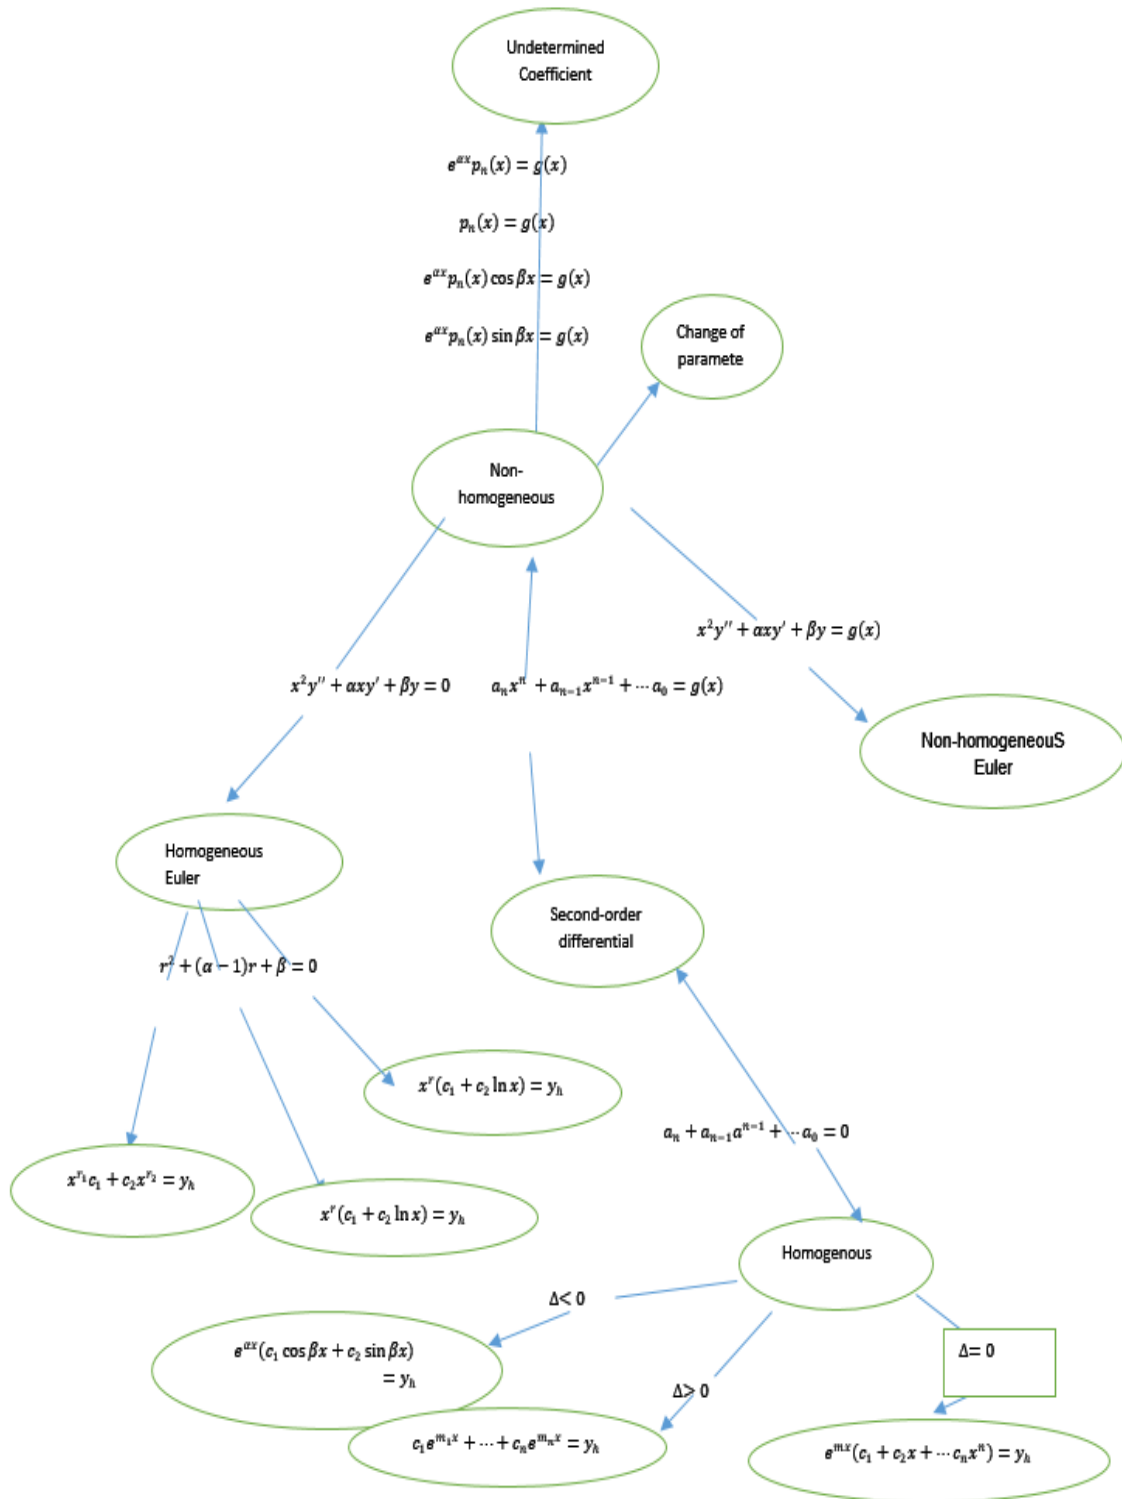 Undetermined
Coefficient
e^{αx}p_n(x) = g(x)
p_n(x) = g(x)
e^{αx}p_n(x) cos βx = g(x)
e^{αx}p_n(x) sin βx = g(x)
Change of
paramete
Non-
homogeneous
x²y'' + αxy' + βy = g(x)
x²y'' + αxy' + βy = 0
a_n x^n + a_{n-1}x^{n-1} + ⋯ a_0 = g(x)
Non-homogeneouS
Euler
Homogeneous
Euler
Second-order
differential
r² + (α − 1)r + β = 0
x^r(c_1 + c_2 ln x) = y_h
a_n + a_{n-1}a^{n-1} + ⋯ a_0 = 0
x^{r_1}c_1 + c_2x^{r_2} = y_h
x^r(c_1 + c_2 ln x) = y_h
Homogenous
Δ< 0
Δ= 0
e^{αx}(c_1 cos βx + c_2 sin βx)
= y_h
Δ> 0
c_1e^{m_1x} + ⋯ + c_ne^{m_nx} = y_h
e^{mx}(c_1 + c_2x + ⋯ c_nx^n) = y_h